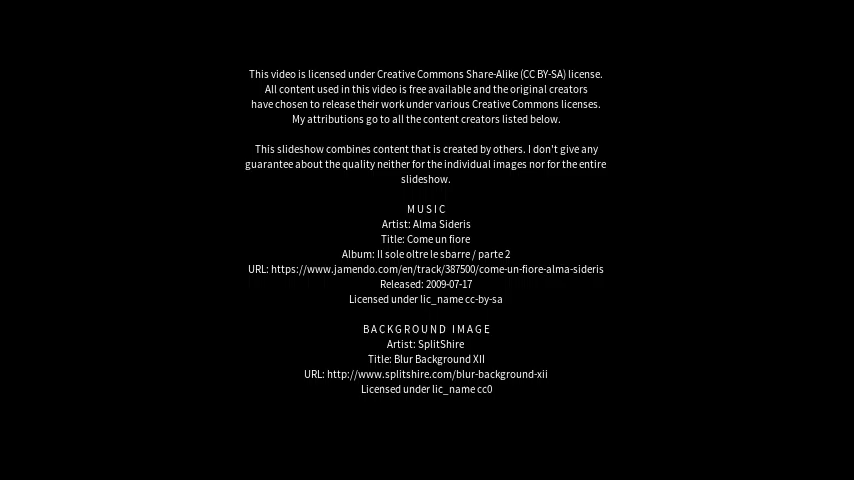 This video is licensed under Creative Commons Share-Alike (CC BY-SA) license.
All content used in this video is free available and the original creators
have chosen to release their work under various Creative Commons licenses.
My attributions go to all the content creators listed below.
This slideshow combines content that is created by others. I don't give any
guarantee about the quality neither for the individual images nor for the entire
slideshow.
MUSIC
Artist: Alma Sideris
Title: Come un fiore
Album: Il sole oltre le sbarre / parte 2
URL: https://www.jamendo.com/en/track/387500/come-un-fiore-alma-sideris
Released: 2009-07-17
Licensed under lic_name cc-by-sa
BACKGROUND IMAGE
Artist: SplitShire
Title: Blur Background XII
URL: http://www.splitshire.com/blur-background-xii
Licensed under lic_name cc0